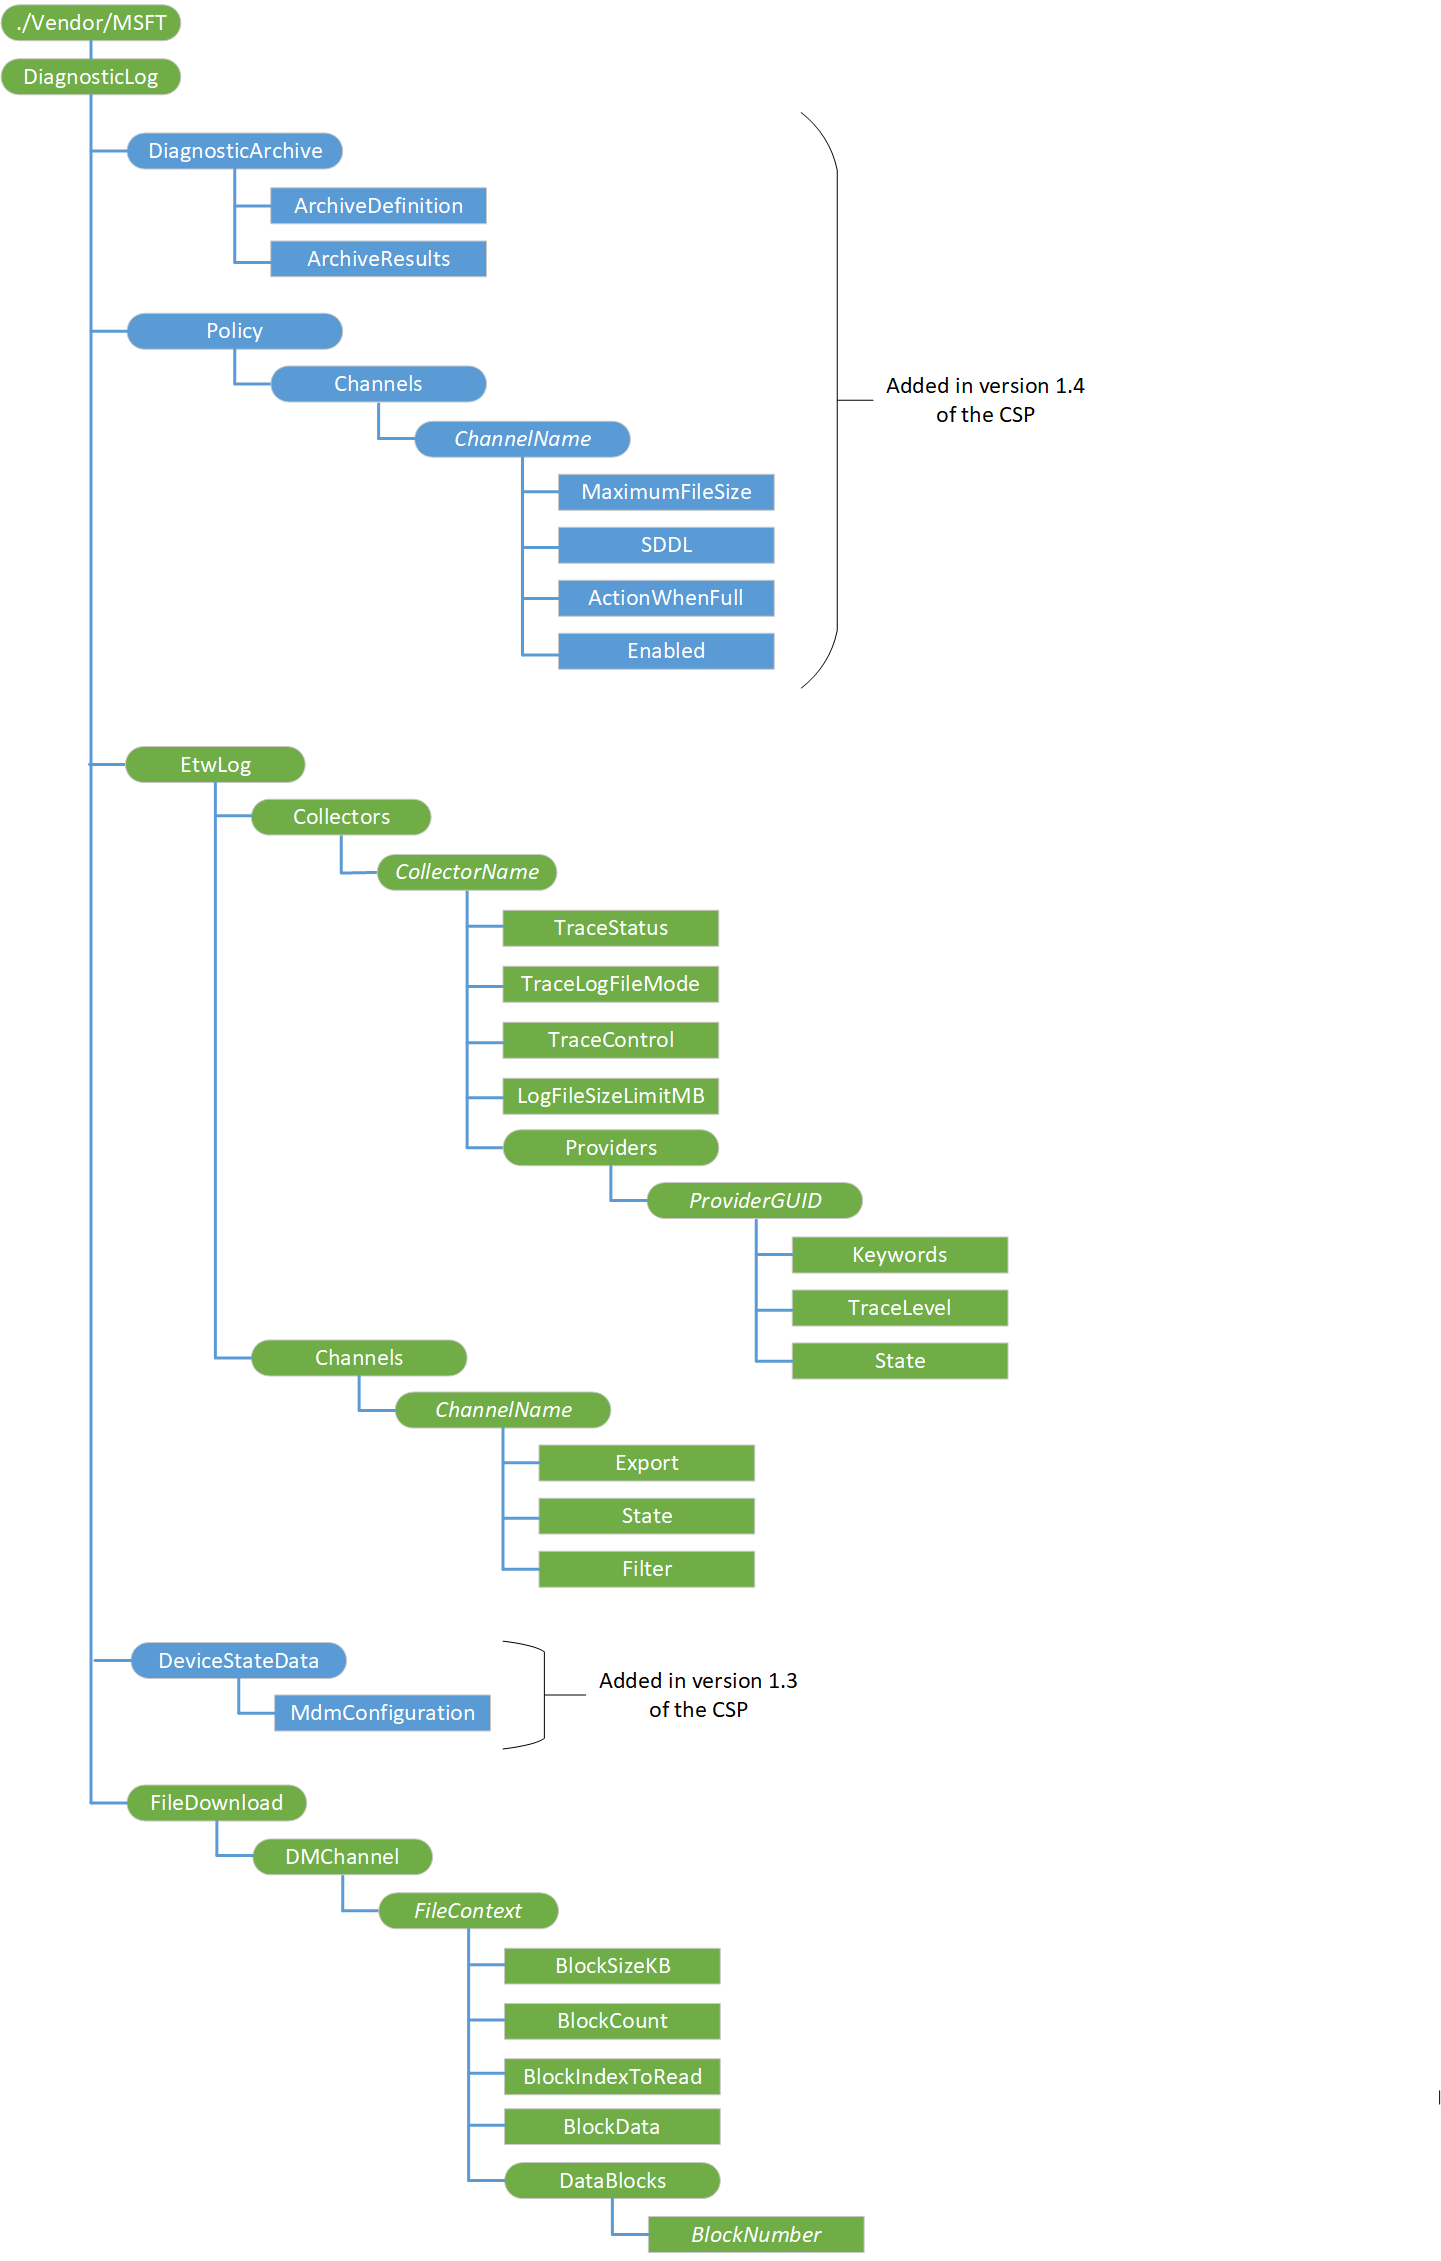 ./Vendor/MSFT
DiagnosticLog
DiagnosticArchive
ArchiveDefinition
ArchiveResults
Policy
Channels
ChannelName
MaximumFileSize
SDDL
ActionWhenFull
Enabled
Added in version 1.4
of the CSP
EtwLog
Collectors
CollectorName
TraceStatus
TraceLogFileMode
TraceControl
LogFileSizeLimitMB
Providers
ProviderGUID
Keywords
TraceLevel
State
Channels
ChannelName
Export
State
Filter
DeviceStateData
MdmConfiguration
Added in version 1.3
of the CSP
FileDownload
DMChannel
FileContext
BlockSizeKB
BlockCount
BlockIndexToRead
BlockData
DataBlocks
BlockNumber